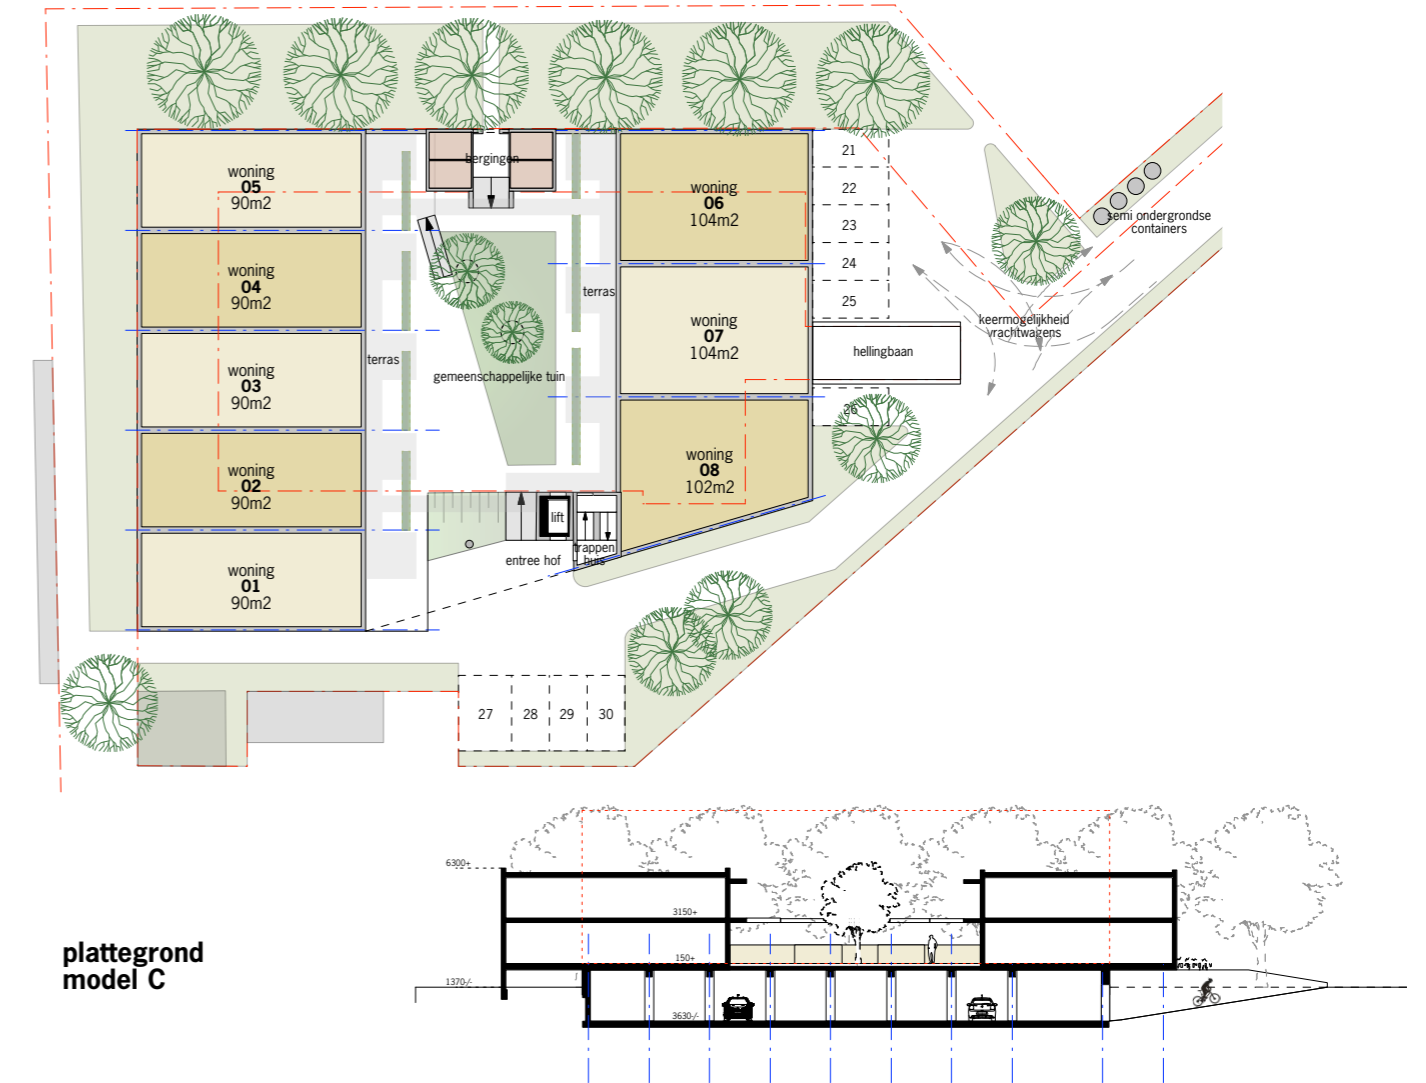 woning
05
90m2
woning
04
90m2
woning
03
90m2
woning
02
90m2
woning
01
90m2
terras
bergingen
gemeenschappelijke tuin
terras
entree hof
lift
trappen
huis
woning
06
104m2
woning
07
104m2
woning
08
102m2
21
22
23
24
25
hellingbaan
26
semi ondergrondse
containers
keermogelijkheid
vrachtwagens
27 28 29 30
plattegrond
model C
6300+
3150+
150+
1370-/-
3630-/-